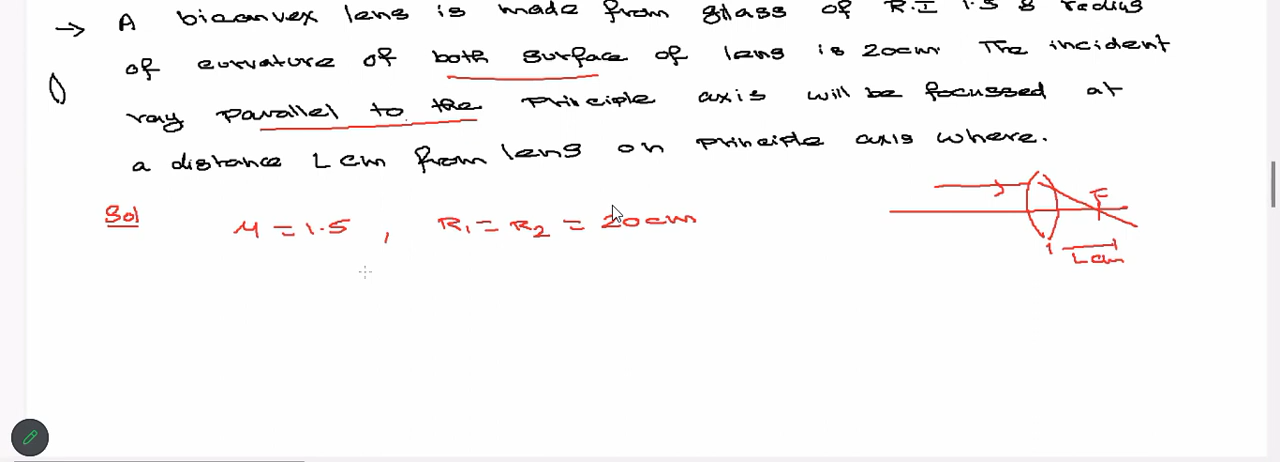 → A biconvex lens is made from glass of R.I 1.5 & radius
1) of curvature of both surface of lens is 20cm. The incident
ray parallel to the principle axis will be focussed at
a distance L cm from lens on principle axis where.
Sol μ = 1.5 , R₁ = R₂ = 20cm
F
L cm